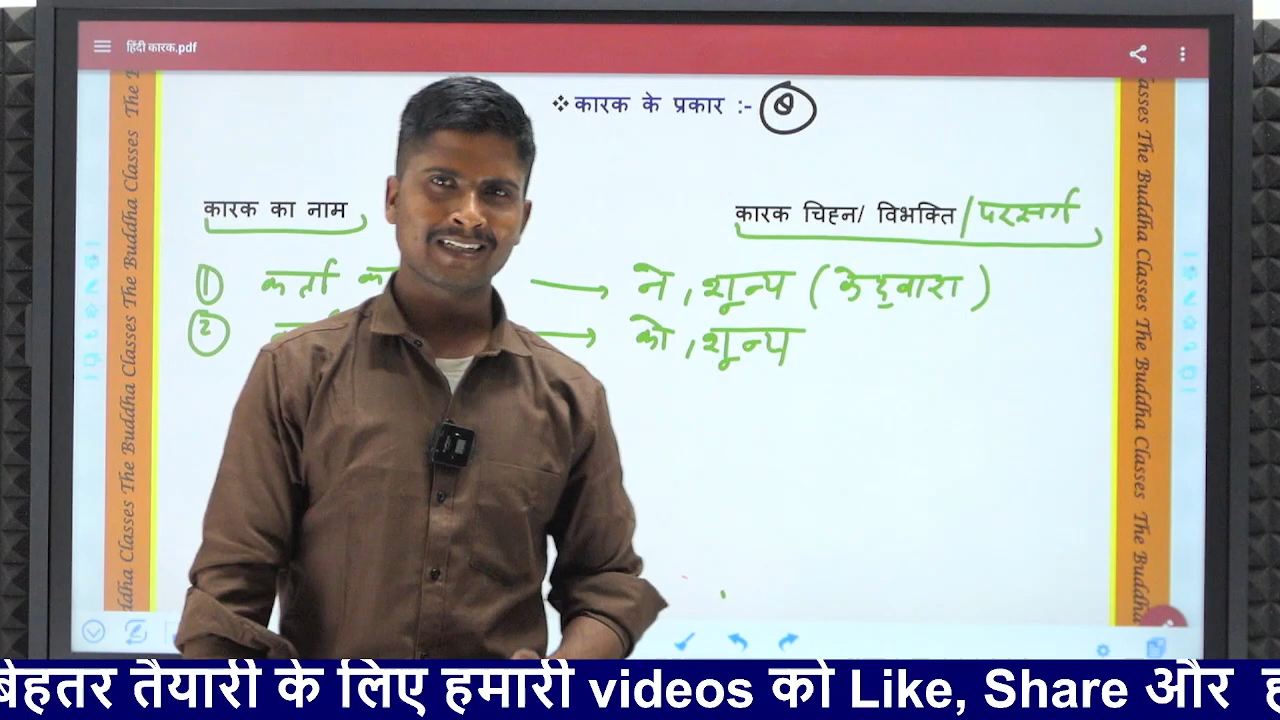 हिंदी कारक.pdf
❖ कारक के प्रकार :- 8
कारक का नाम
कारक चिह्न/ विभक्ति / परसर्ग
① कर्ता → ने, शून्य (के द्वारा)
② → को, शून्य
The Buddha Classes The Buddha Classes
The Buddha Classes The Buddha Classes
बेहतर तैयारी के लिए हमारी videos को Like, Share और